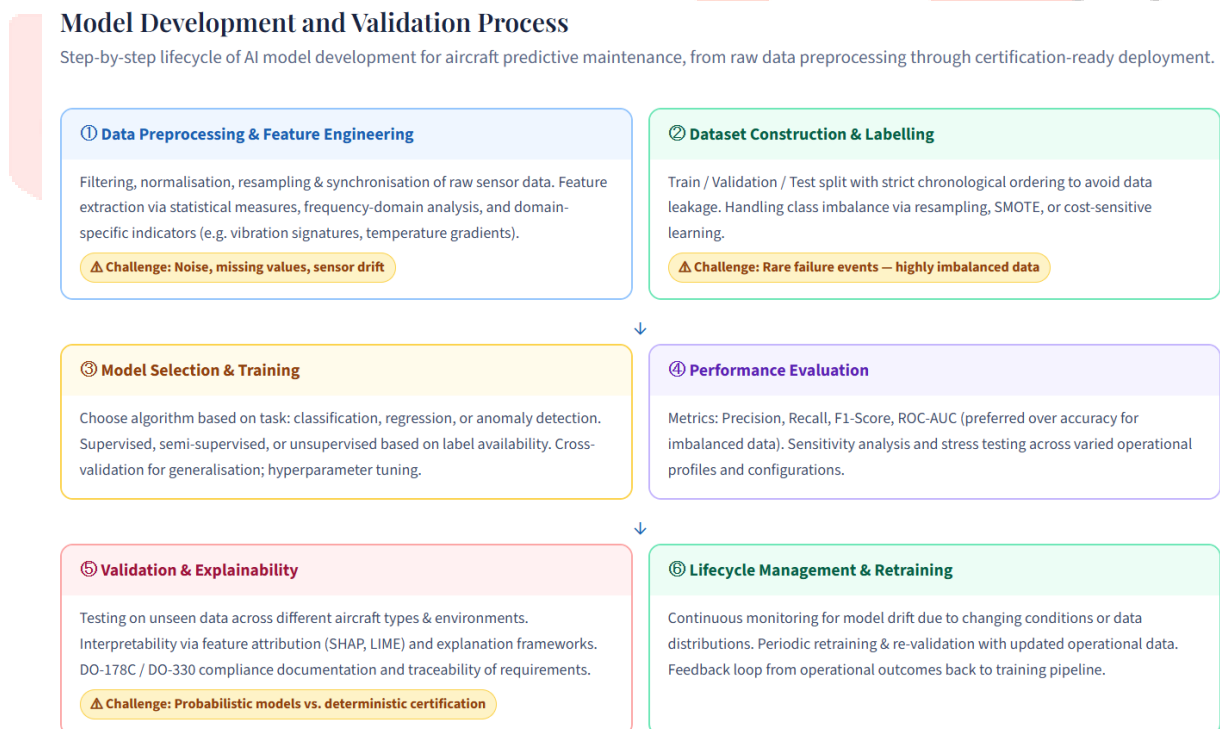 Model Development and Validation Process
Step-by-step lifecycle of AI model development for aircraft predictive maintenance, from raw data preprocessing through certification-ready deployment.
① Data Preprocessing & Feature Engineering
Filtering, normalisation, resampling & synchronisation of raw sensor data. Feature
extraction via statistical measures, frequency-domain analysis, and domain-
specific indicators (e.g. vibration signatures, temperature gradients).
⚠ Challenge: Noise, missing values, sensor drift
② Dataset Construction & Labelling
Train / Validation / Test split with strict chronological ordering to avoid data
leakage. Handling class imbalance via resampling, SMOTE, or cost-sensitive
learning.
⚠ Challenge: Rare failure events — highly imbalanced data
↓
③ Model Selection & Training
Choose algorithm based on task: classification, regression, or anomaly detection.
Supervised, semi-supervised, or unsupervised based on label availability. Cross-
validation for generalisation; hyperparameter tuning.
④ Performance Evaluation
Metrics: Precision, Recall, F1-Score, ROC-AUC (preferred over accuracy for
imbalanced data). Sensitivity analysis and stress testing across varied operational
profiles and configurations.
↓
⑤ Validation & Explainability
Testing on unseen data across different aircraft types & environments.
Interpretability via feature attribution (SHAP, LIME) and explanation frameworks.
DO-178C / DO-330 compliance documentation and traceability of requirements.
⚠ Challenge: Probabilistic models vs. deterministic certification
⑥ Lifecycle Management & Retraining
Continuous monitoring for model drift due to changing conditions or data
distributions. Periodic retraining & re-validation with updated operational data.
Feedback loop from operational outcomes back to training pipeline.